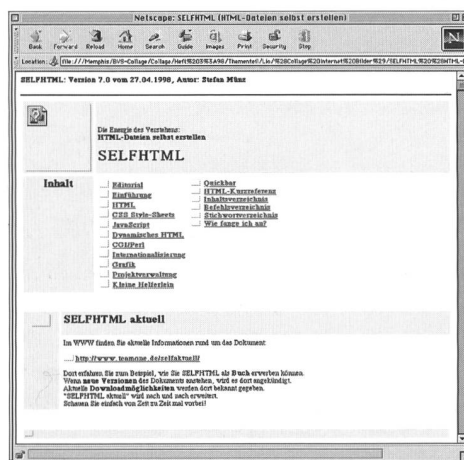 Netscape: SELFHTML (HTML-Dateien selbst erstellen)
Back Forward Reload Home Search Guide Images Print Security Stop
N
Location:
SELFHTML: Version 7.0 vom 27.04.1998, Autor: Stefan Münz
Die Energie des Verstehens:
HTML-Dateien selbst erstellen
SELFHTML
Inhalt
Editorial
Einführung
HTML
CSS Style-Sheets
JavaScript
Dynamisches HTML
CGI/Perl
Internationalisierung
Grafik
Projektverwaltung
Kleine Helferlein
Quickbar
HTML-Kurzreferenz
Inhaltsverzeichnis
Befehlsverzeichnis
Stichwortverzeichnis
Wie fange ich an?
SELFHTML aktuell
Im WWW finden Sie aktuelle Informationen rund um das Dokument:
http://www.teamone.de/selfaktuell/
Dort erfahren Sie zum Beispiel, wie Sie SELFHTML als Buch erwerben können.
Wenn neue Versionen des Dokuments anstehen, wird es dort angekündigt.
Aktuelle Downloadmöglichkeiten werden dort bekannt gegeben.
"SELFHTML aktuell" wird nach und nach erweitert.
Schauen Sie einfach von Zeit zu Zeit mal vorbei!